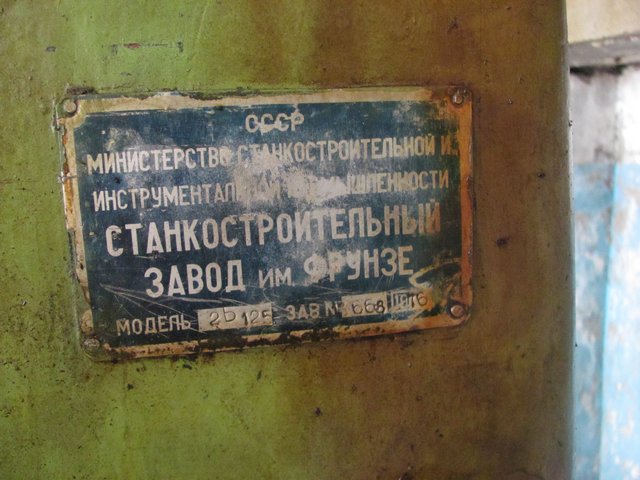 СССР
МИНИСТЕРСТВО СТАНКОСТРОИТЕЛЬНОЙ И
ИНСТРУМЕНТАЛЬНОЙ ПРОМЫШЛЕННОСТИ
СТАНКОСТРОИТЕЛЬНЫЙ
ЗАВОД ИМ. ФРУНЗЕ
МОДЕЛЬ 2Б125 ЗАВ №